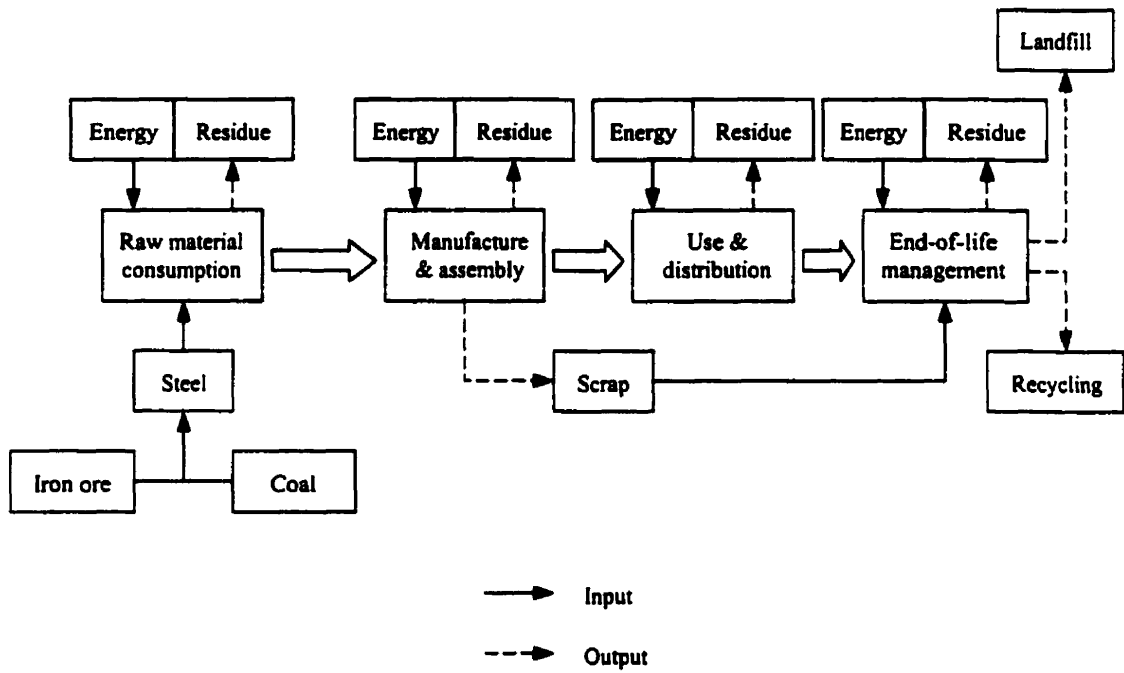 Landfill
Energy
Residue
Energy
Residue
Energy
Residue
Energy
Residue
Raw material
consumption
Manufacture
& assembly
Use &
distribution
End-of-life
management
Steel
Scrap
Recycling
Iron ore
Coal
Input
Output